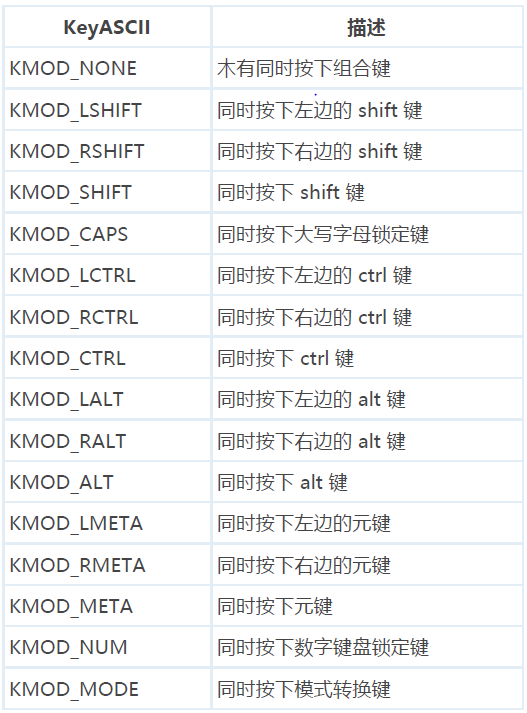 KeyASCII 描述
KMOD_NONE 木有同时按下组合键
KMOD_LSHIFT 同时按下左边的 shift 键
KMOD_RSHIFT 同时按下右边的 shift 键
KMOD_SHIFT 同时按下 shift 键
KMOD_CAPS 同时按下大写字母锁定键
KMOD_LCTRL 同时按下左边的 ctrl 键
KMOD_RCTRL 同时按下右边的 ctrl 键
KMOD_CTRL 同时按下 ctrl 键
KMOD_LALT 同时按下左边的 alt 键
KMOD_RALT 同时按下右边的 alt 键
KMOD_ALT 同时按下 alt 键
KMOD_LMETA 同时按下左边的元键
KMOD_RMETA 同时按下右边的元键
KMOD_META 同时按下元键
KMOD_NUM 同时按下数字键盘锁定键
KMOD_MODE 同时按下模式转换键